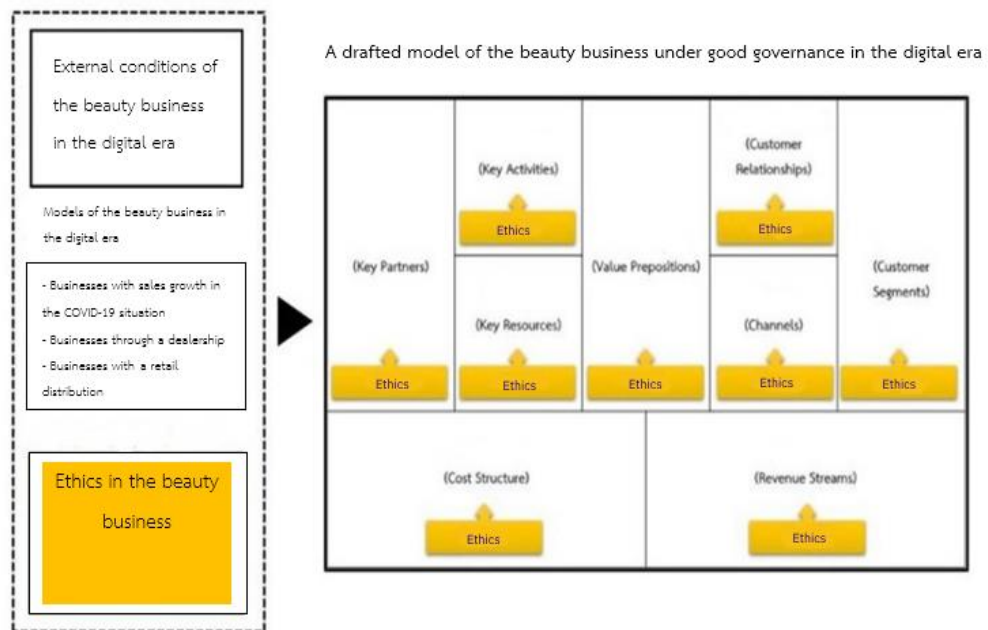 External conditions of
the beauty business
in the digital era
Models of the beauty business in
the digital era
- Businesses with sales growth in
the COVID-19 situation
- Businesses through a dealership
- Businesses with a retail
distribution
Ethics in the beauty
business
A drafted model of the beauty business under good governance in the digital era
(Key Partners)
Ethics
(Key Activities)
Ethics
(Key Resources)
Ethics
(Value Prepositions)
Ethics
(Customer
Relationships)
Ethics
(Channels)
Ethics
(Customer
Segments)
Ethics
(Cost Structure)
Ethics
(Revenue Streams)
Ethics